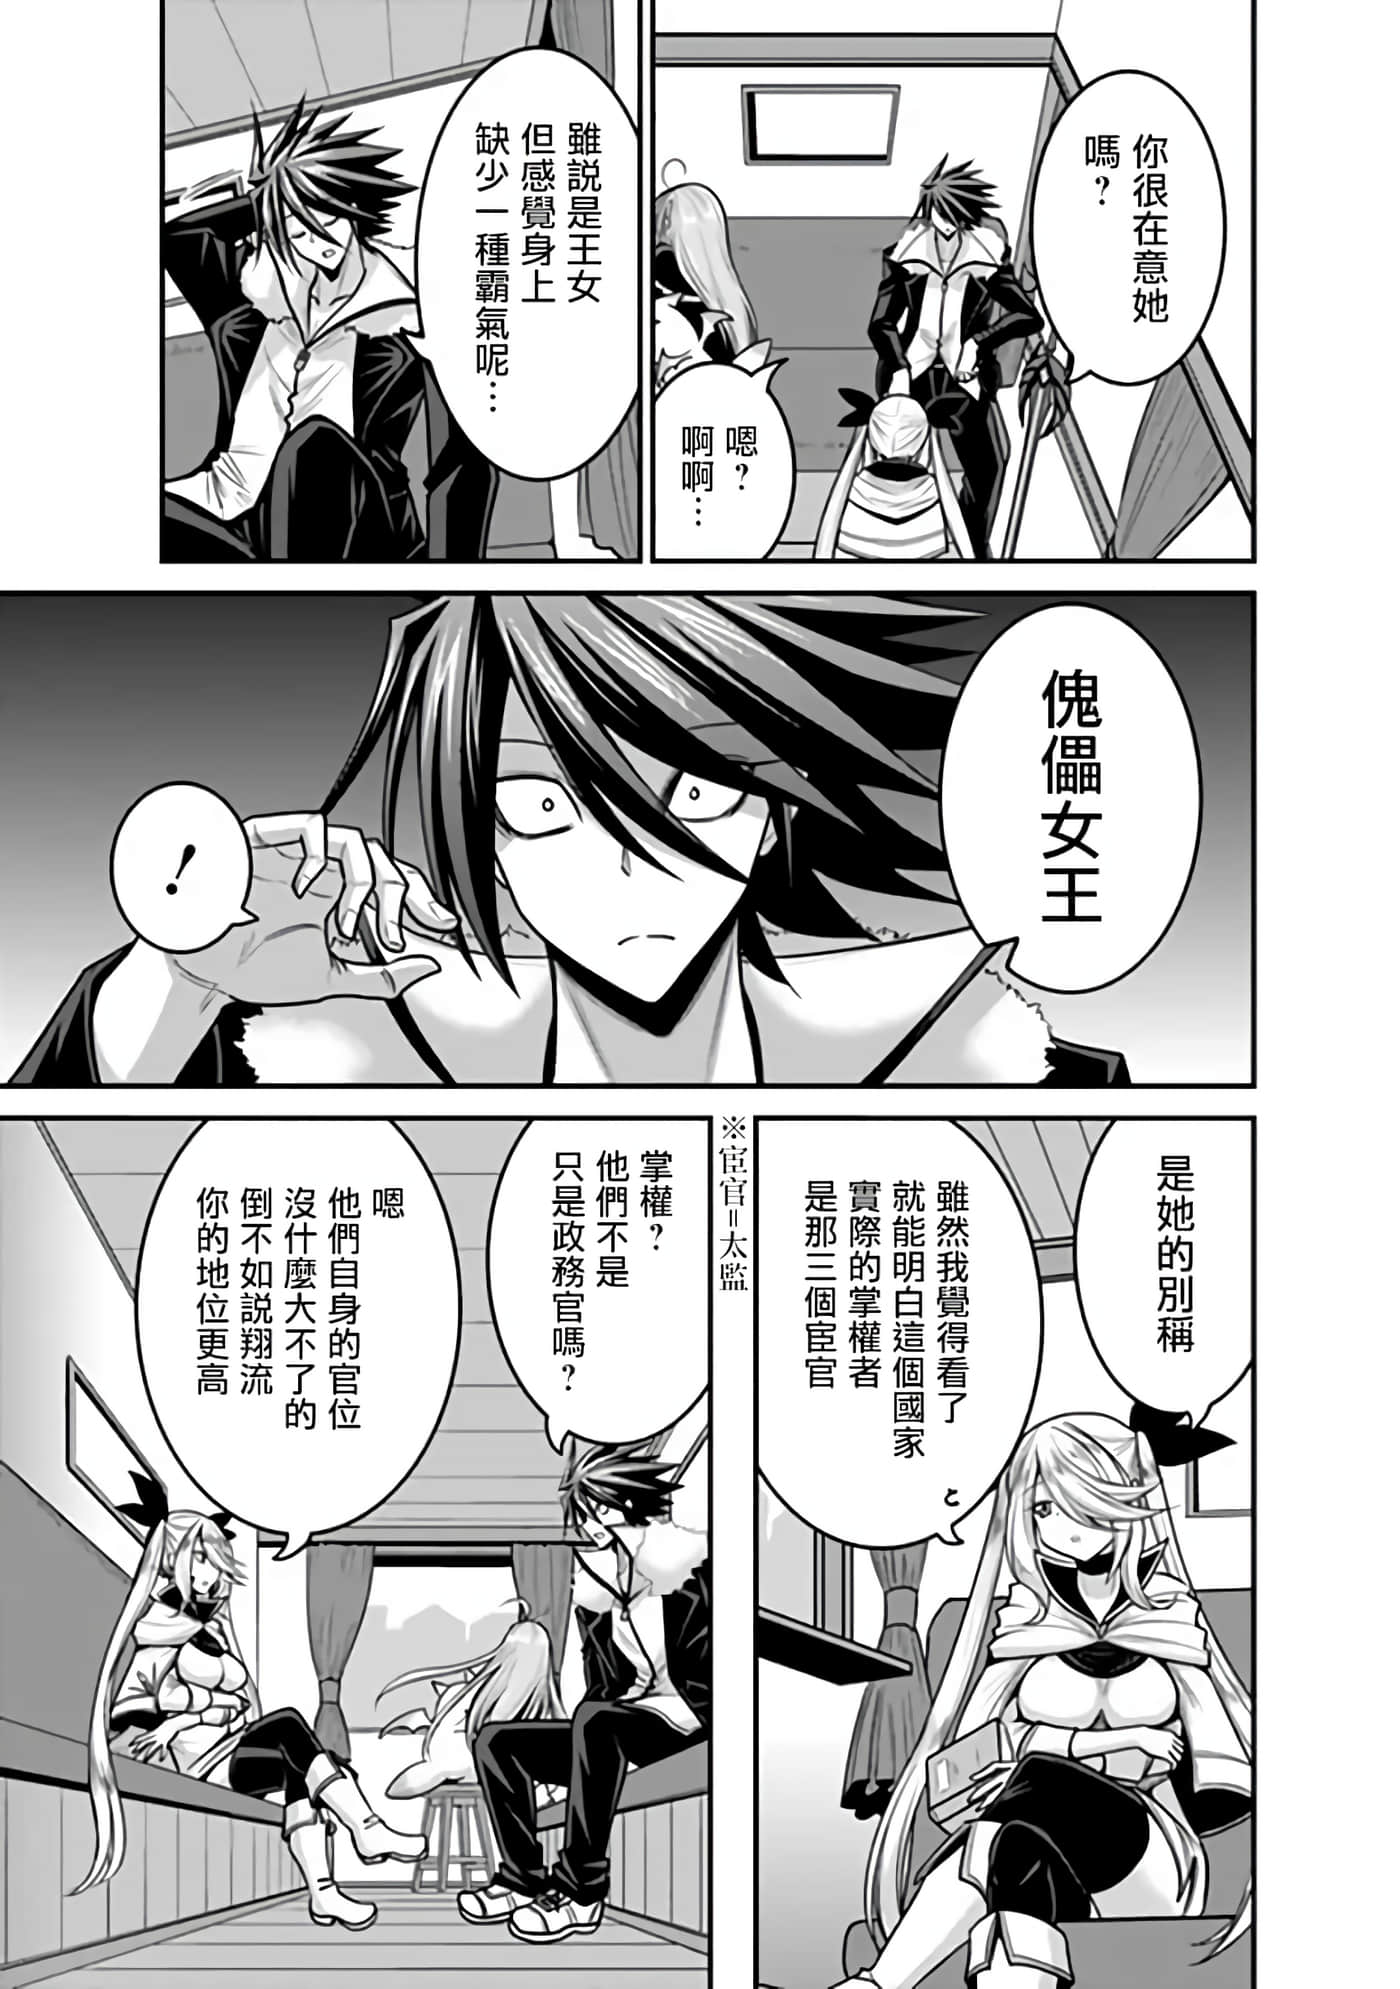 你很在意她
嗎？
嗯？
啊啊…
雖說是王女
但感覺身上
缺少一種霸氣呢…
傀儡女王
！
是她的別稱
雖然我覺得看了
就能明白這個國家
實際的掌權者
是那三個宦官
※宦官＝太監
掌權？
他們不是
只是政務官嗎？
嗯
他們自身的官位
沒什麼大不了的
倒不如說翔流
你的地位更高